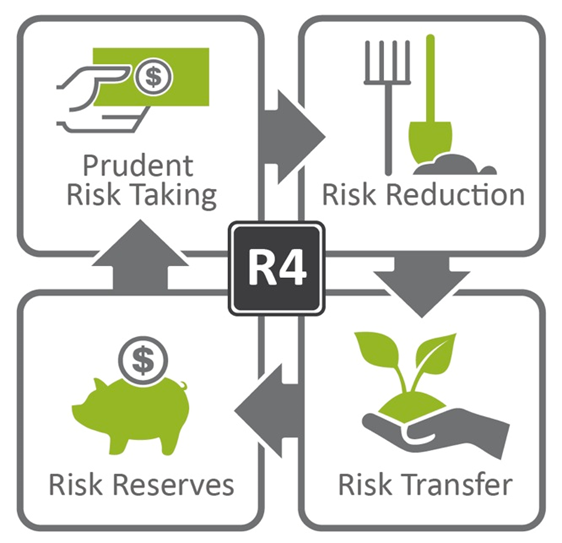 $
Prudent
Risk Taking
Risk Reduction
R4
$
Risk Reserves
Risk Transfer